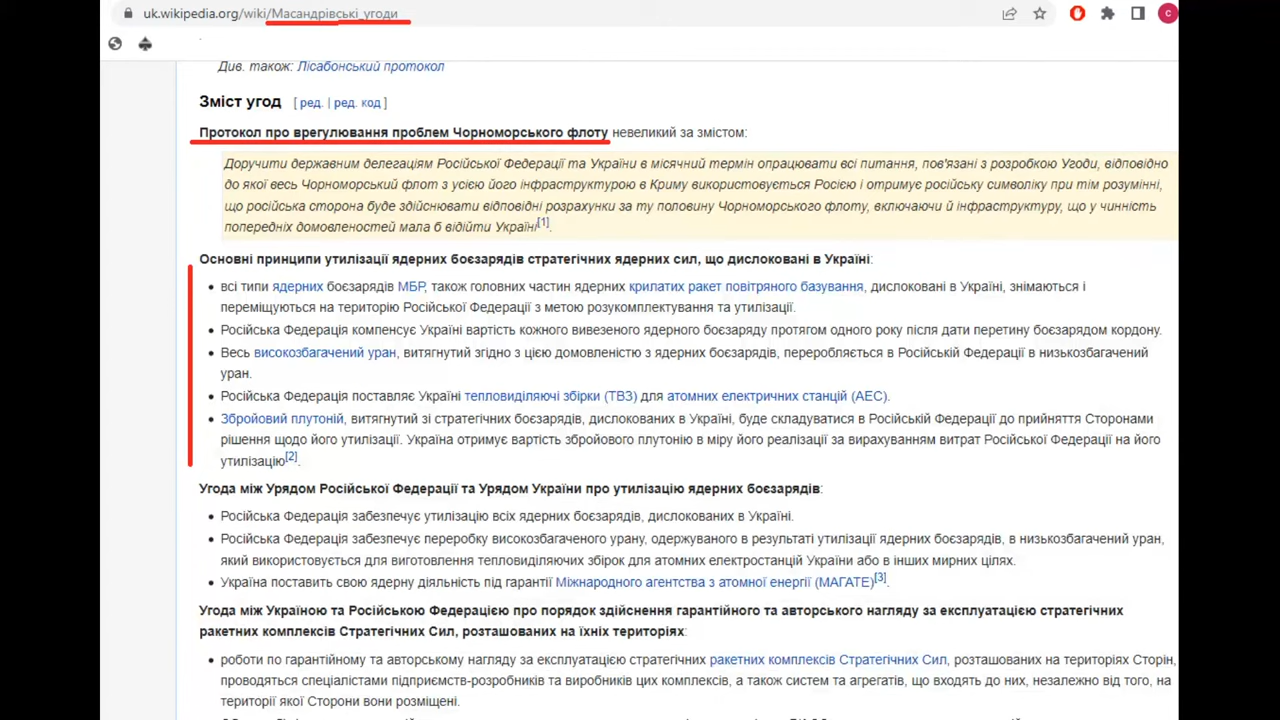 uk.wikipedia.org/wiki/Масандрівські_угоди
Див. також: Лісабонський протокол
Зміст угод [ ред. | ред. код ]
Протокол про врегулювання проблем Чорноморського флоту невеликий за змістом:
Доручити державним делегаціям Російської Федерації та України в місячний термін опрацювати всі питання, пов'язані з розробкою Угоди, відповідно
до якої весь Чорноморський флот з усією його інфраструктурою в Криму використовується Росією і отримує російську символіку при тім розумінні,
що російська сторона буде здійснювати відповідні розрахунки за ту половину Чорноморського флоту, включаючи й інфраструктуру, що у чинність
попередніх домовленостей мала б відійти Україні[1].
Основні принципи утилізації ядерних боєзарядів стратегічних ядерних сил, що дислоковані в Україні:
• всі типи ядерних боєзарядів МБР, також головних частин ядерних крилатих ракет повітряного базування, дислоковані в Україні, знімаються і
переміщуються на територію Російської Федерації з метою розукомплектування та утилізації.
• Російська Федерація компенсує Україні вартість кожного вивезеного ядерного боєзаряду протягом одного року після дати перетину боєзарядом кордону.
• Весь високозбагачений уран, витягнутий згідно з цією домовленістю з ядерних боєзарядів, переробляється в Російській Федерації в низькозбагачений
уран.
• Російська Федерація поставляє Україні тепловиділяючі збірки (ТВЗ) для атомних електричних станцій (АЕС).
• Збройовий плутоній, витягнутий зі стратегічних боєзарядів, дислокованих в Україні, буде складуватися в Російській Федерації до прийняття Сторонами
рішення щодо його утилізації. Україна отримує вартість збройового плутонію в міру його реалізації за вирахуванням витрат Російської Федерації на його
утилізацію[2].
Угода між Урядом Російської Федерації та Урядом України про утилізацію ядерних боєзарядів:
• Російська Федерація забезпечує утилізацію всіх ядерних боєзарядів, дислокованих в Україні.
• Російська Федерація забезпечує переробку високозбагаченого урану, одержуваного в результаті утилізації ядерних боєзарядів, в низькозбагачений уран,
який використовується для виготовлення тепловиділяючих збірок для атомних електростанцій України або в інших мирних цілях.
• Україна поставить свою ядерну діяльність під гарантії Міжнародного агентства з атомної енергії (МАГАТЕ)[3].
Угода між Україною та Російською Федерацією про порядок здійснення гарантійного та авторського нагляду за експлуатацією стратегічних
ракетних комплексів Стратегічних Сил, розташованих на їхніх територіях:
• роботи по гарантійному та авторському нагляду за експлуатацією стратегічних ракетних комплексів Стратегічних Сил, розташованих на територіях Сторін,
проводяться спеціалістами підприємств-розробників та виробників цих комплексів, а також систем та агрегатів, що входять до них, незалежно від того, на
території якої Сторони вони розміщені.